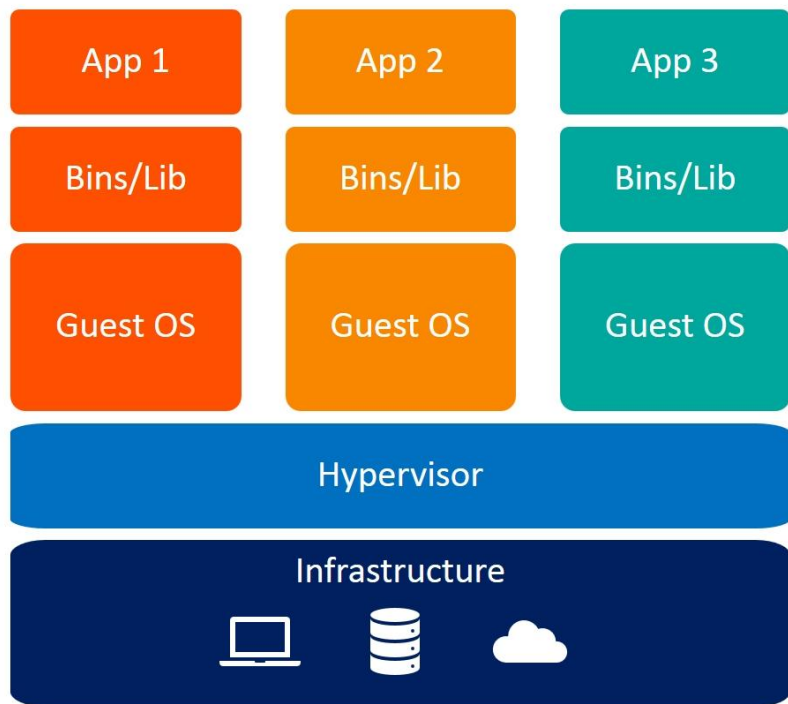 App 1
App 2
App 3
Bins/Lib
Bins/Lib
Bins/Lib
Guest OS
Guest OS
Guest OS
Hypervisor
Infrastructure